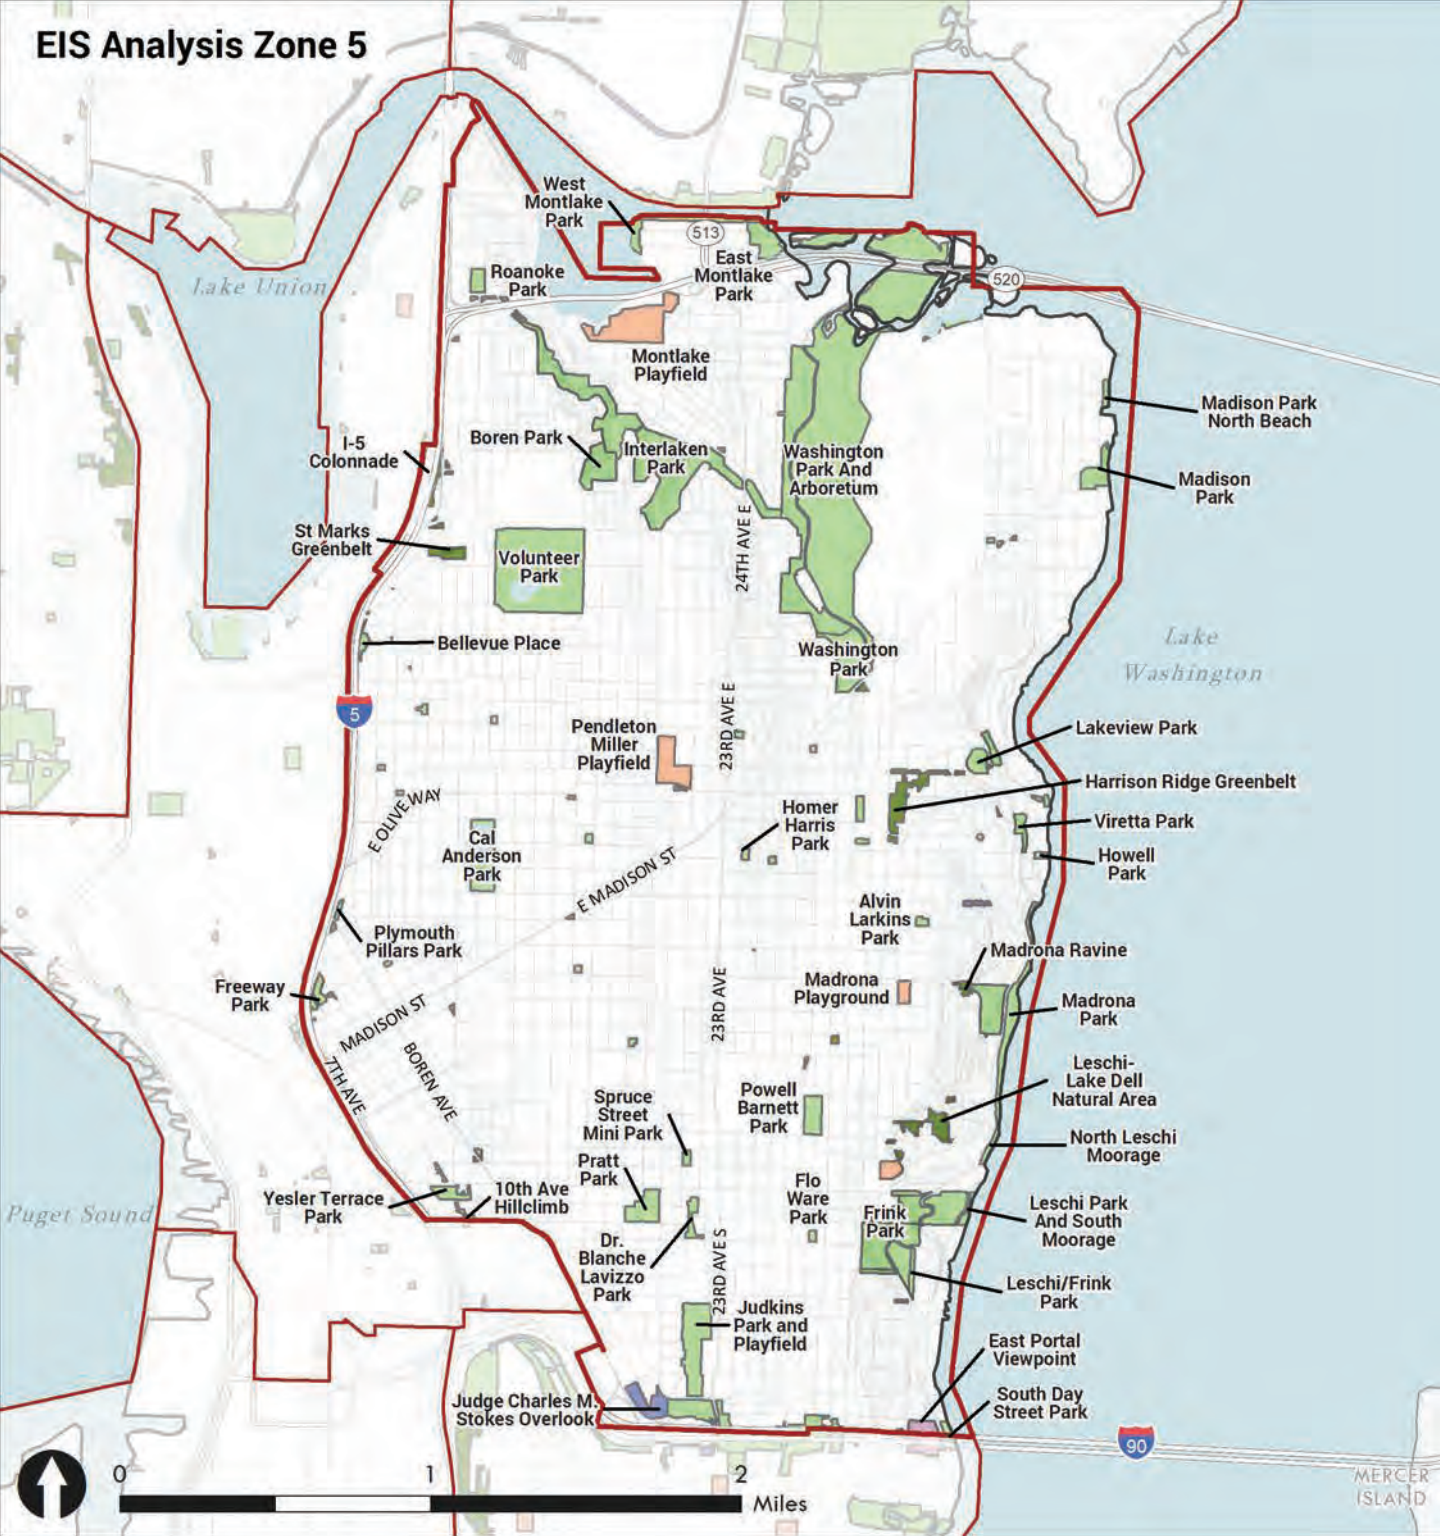 EIS Analysis Zone 5
West
Montlake
Park
513
East
Montlake
Park
520
Lake Union
Roanoke
Park
Montlake
Playfield
Madison Park
North Beach
Boren Park
I-5
Colonnade
Interlaken
Park
Washington
Park And
Arboretum
Madison
Park
St Marks
Greenbelt
Volunteer
Park
24TH AVE E
Lake
Washington
Bellevue Place
Washington
Park
5
Pendleton
Miller
Playfield
23RD AVE E
Lakeview Park
Harrison Ridge Greenbelt
E OLIVE WAY
Homer
Harris
Park
Viretta Park
Cal
Anderson
Park
Howell
Park
E MADISON ST
Alvin
Larkins
Park
Plymouth
Pillars Park
Madrona Ravine
Freeway
Park
Madrona
Playground
23RD AVE
Madrona
Park
MADISON ST
7TH AVE
BOREN AVE
Leschi-
Lake Dell
Natural Area
Spruce
Street
Mini Park
Powell
Barnett
Park
North Leschi
Moorage
Pratt
Park
Yesler Terrace
Park
10th Ave
Hillclimb
Flo
Ware
Park
Frink
Park
Leschi Park
And South
Moorage
Puget Sound
Dr.
Blanche
Lavizzo
Park
23RD AVE S
Leschi/Frink
Park
Judkins
Park and
Playfield
East Portal
Viewpoint
Judge Charles M.
Stokes Overlook
South Day
Street Park
90
MERCER
ISLAND
0 1 2
Miles